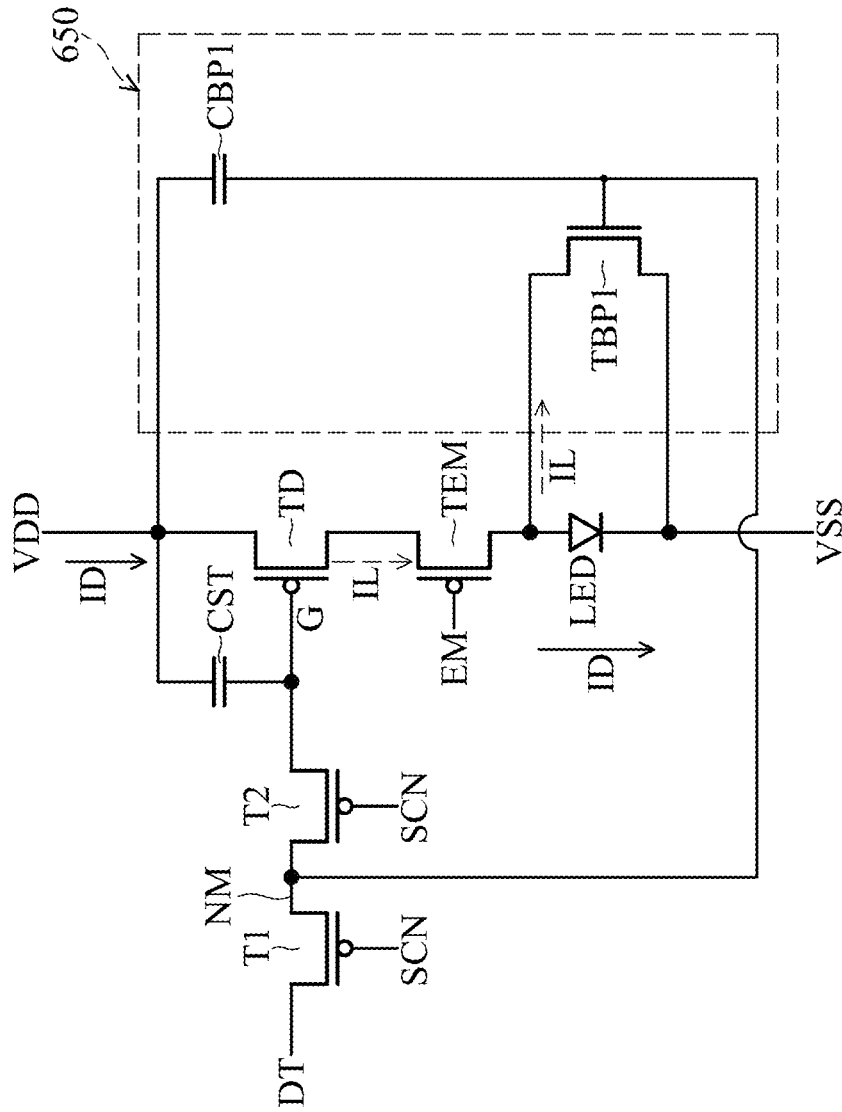 650
CBP1
VDD
ID
CST
TD
TBP1
G
IL
TEM
IL
T2
EM
LED
NM
SCN
ID
VSS
T1
SCN
DT